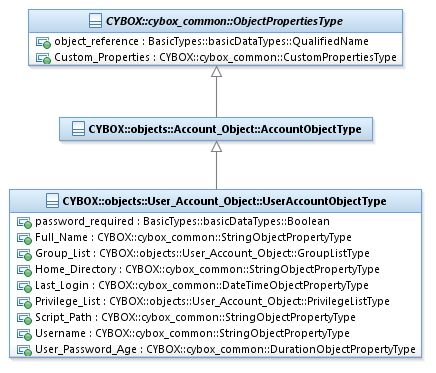 CYBOX::cybox_common::ObjectPropertiesType
object_reference : BasicTypes::basicDataTypes::QualifiedName
Custom_Properties : CYBOX::cybox_common::CustomPropertiesType
CYBOX::objects::Account_Object::AccountObjectType
CYBOX::objects::User_Account_Object::UserAccountObjectType
password_required : BasicTypes::basicDataTypes::Boolean
Full_Name : CYBOX::cybox_common::StringObjectPropertyType
Group_List : CYBOX::objects::User_Account_Object::GroupListType
Home_Directory : CYBOX::cybox_common::StringObjectPropertyType
Last_Login : CYBOX::cybox_common::DateTimeObjectPropertyType
Privilege_List : CYBOX::objects::User_Account_Object::PrivilegeListType
Script_Path : CYBOX::cybox_common::StringObjectPropertyType
Username : CYBOX::cybox_common::StringObjectPropertyType
User_Password_Age : CYBOX::cybox_common::DurationObjectPropertyType